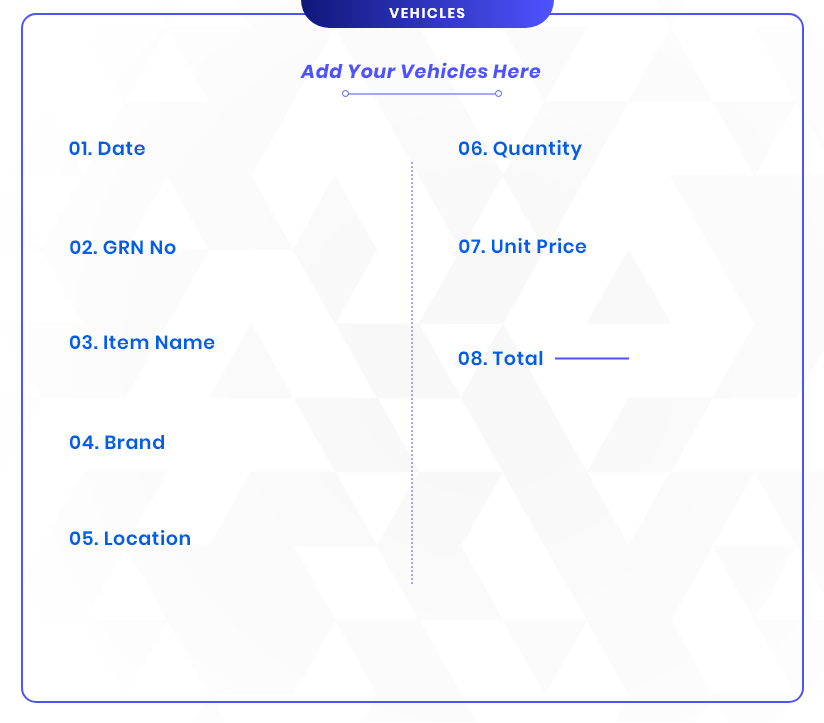 VEHICLES
Add Your Vehicles Here
01. Date
02. GRN No
03. Item Name
04. Brand
05. Location
06. Quantity
07. Unit Price
08. Total